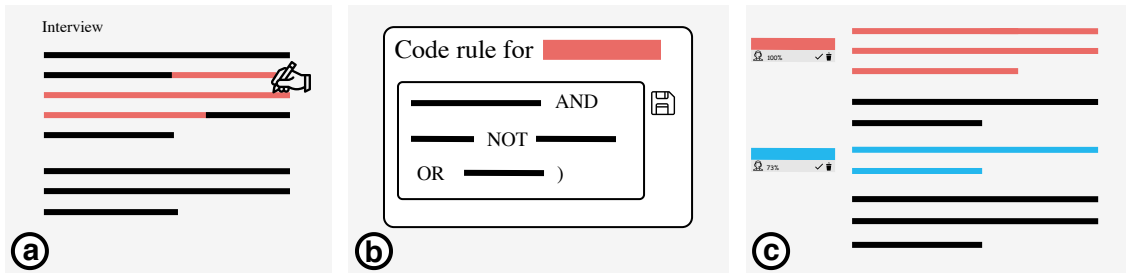 Interview
a
Code rule for
AND
NOT
OR )
b
100%
73%
c